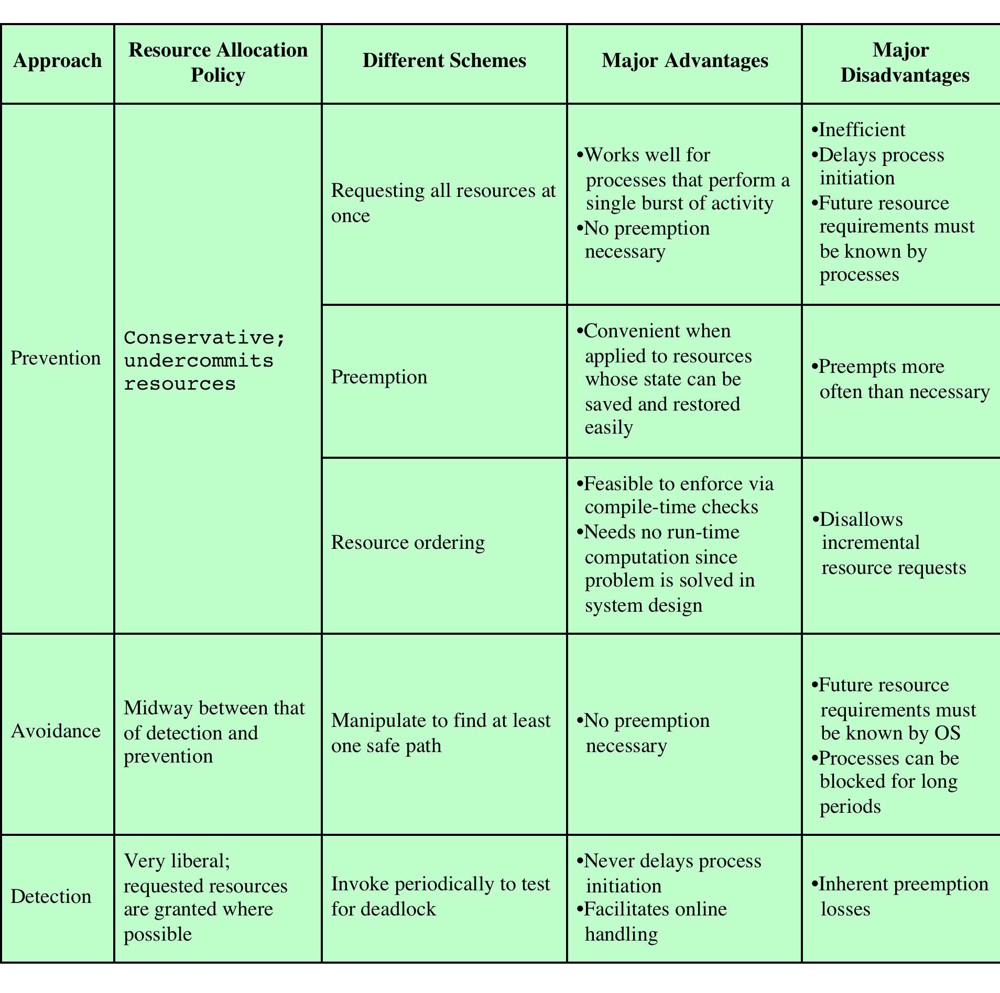 Approach
Resource Allocation
Policy
Different Schemes
Major Advantages
Major
Disadvantages
Prevention
Conservative;
undercommits
resources
Requesting all resources at
once
•Works well for
processes that perform a
single burst of activity
•No preemption
necessary
•Inefficient
•Delays process
initiation
•Future resource
requirements must
be known by
processes
Preemption
•Convenient when
applied to resources
whose state can be
saved and restored
easily
•Preempts more
often than necessary
Resource ordering
•Feasible to enforce via
compile-time checks
•Needs no run-time
computation since
problem is solved in
system design
•Disallows
incremental
resource requests
Avoidance
Midway between that
of detection and
prevention
Manipulate to find at least
one safe path
•No preemption
necessary
•Future resource
requirements must
be known by OS
•Processes can be
blocked for long
periods
Detection
Very liberal;
requested resources
are granted where
possible
Invoke periodically to test
for deadlock
•Never delays process
initiation
•Facilitates online
handling
•Inherent preemption
losses